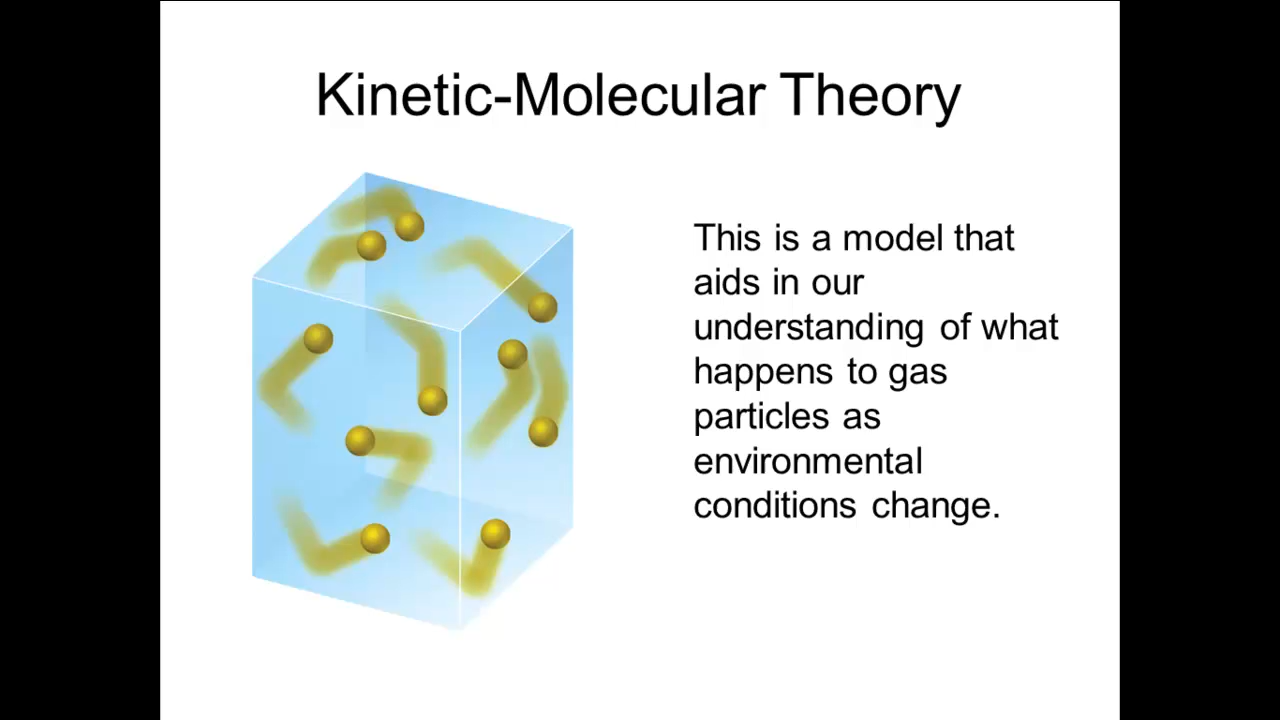 Kinetic-Molecular Theory
This is a model that
aids in our
understanding of what
happens to gas
particles as
environmental
conditions change.